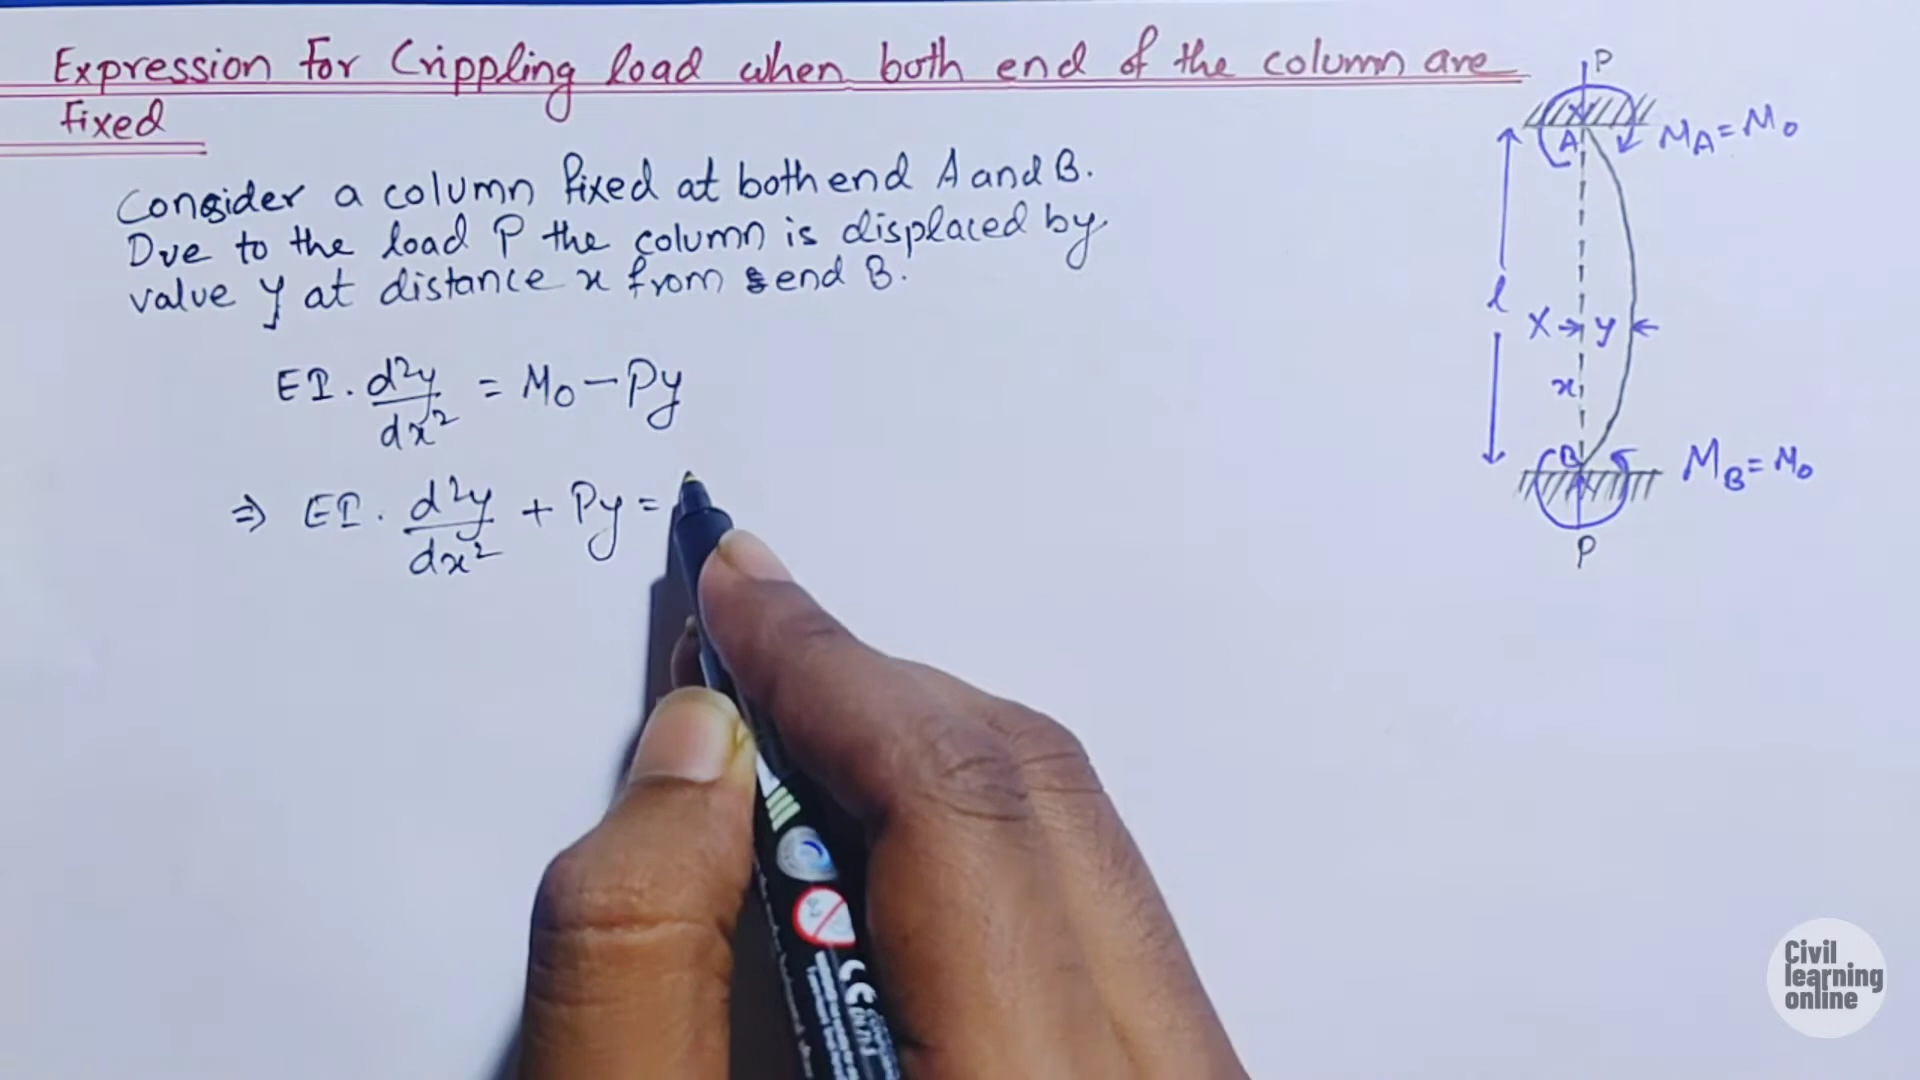 Expression for Crippling load when both end of the column are
fixed
Consider a column fixed at both end A and B.
Due to the load P the column is displaced by
value y at distance x from end B.
EI. d²y/dx² = M₀ - Py
⇒ EI. d²y/dx² + Py =
P
A
M_A = M₀
l
X y
x
B
M_B = M₀
P
CE
Civil
learning
online